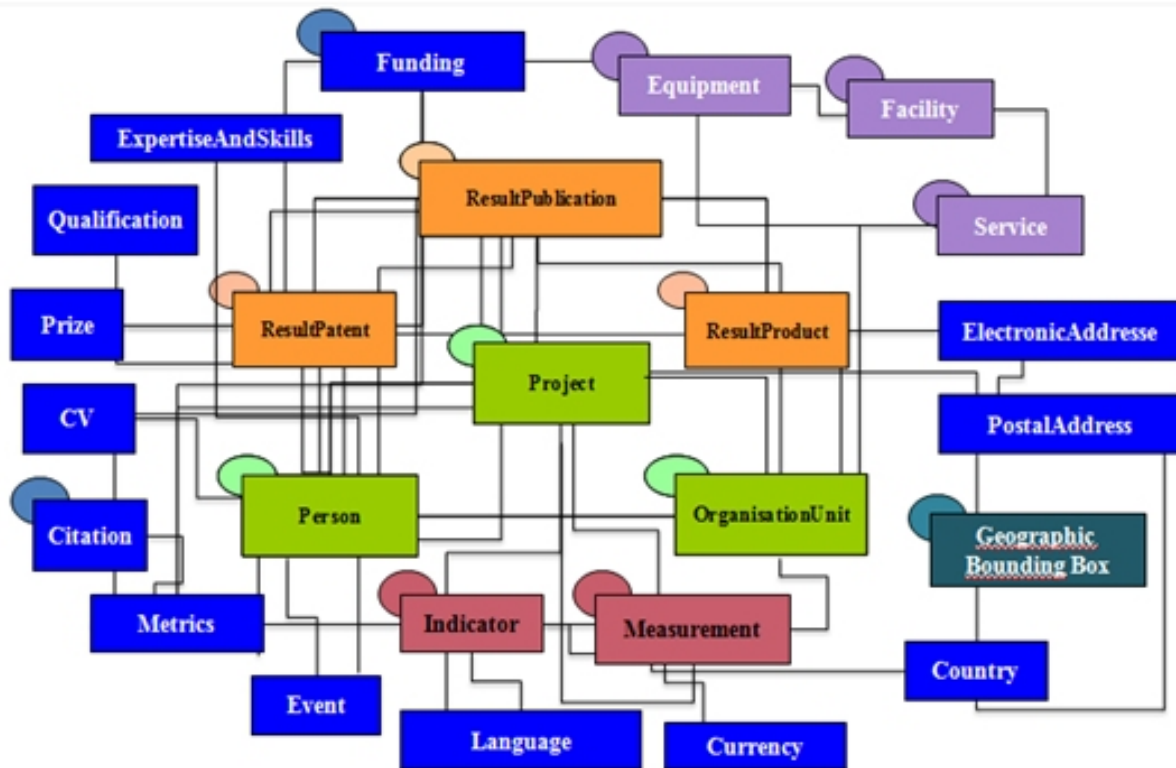 Funding
Equipment
Facility
ExpertiseAndSkills
ResultPublication
Qualification
Service
Prize
ResultPatent
ResultProduct
ElectronicAddresse
Project
CV
PostalAddress
Person
OrganisationUnit
Citation
Geographic
Bounding Box
Metrics
Indicator
Measurement
Country
Event
Language
Currency